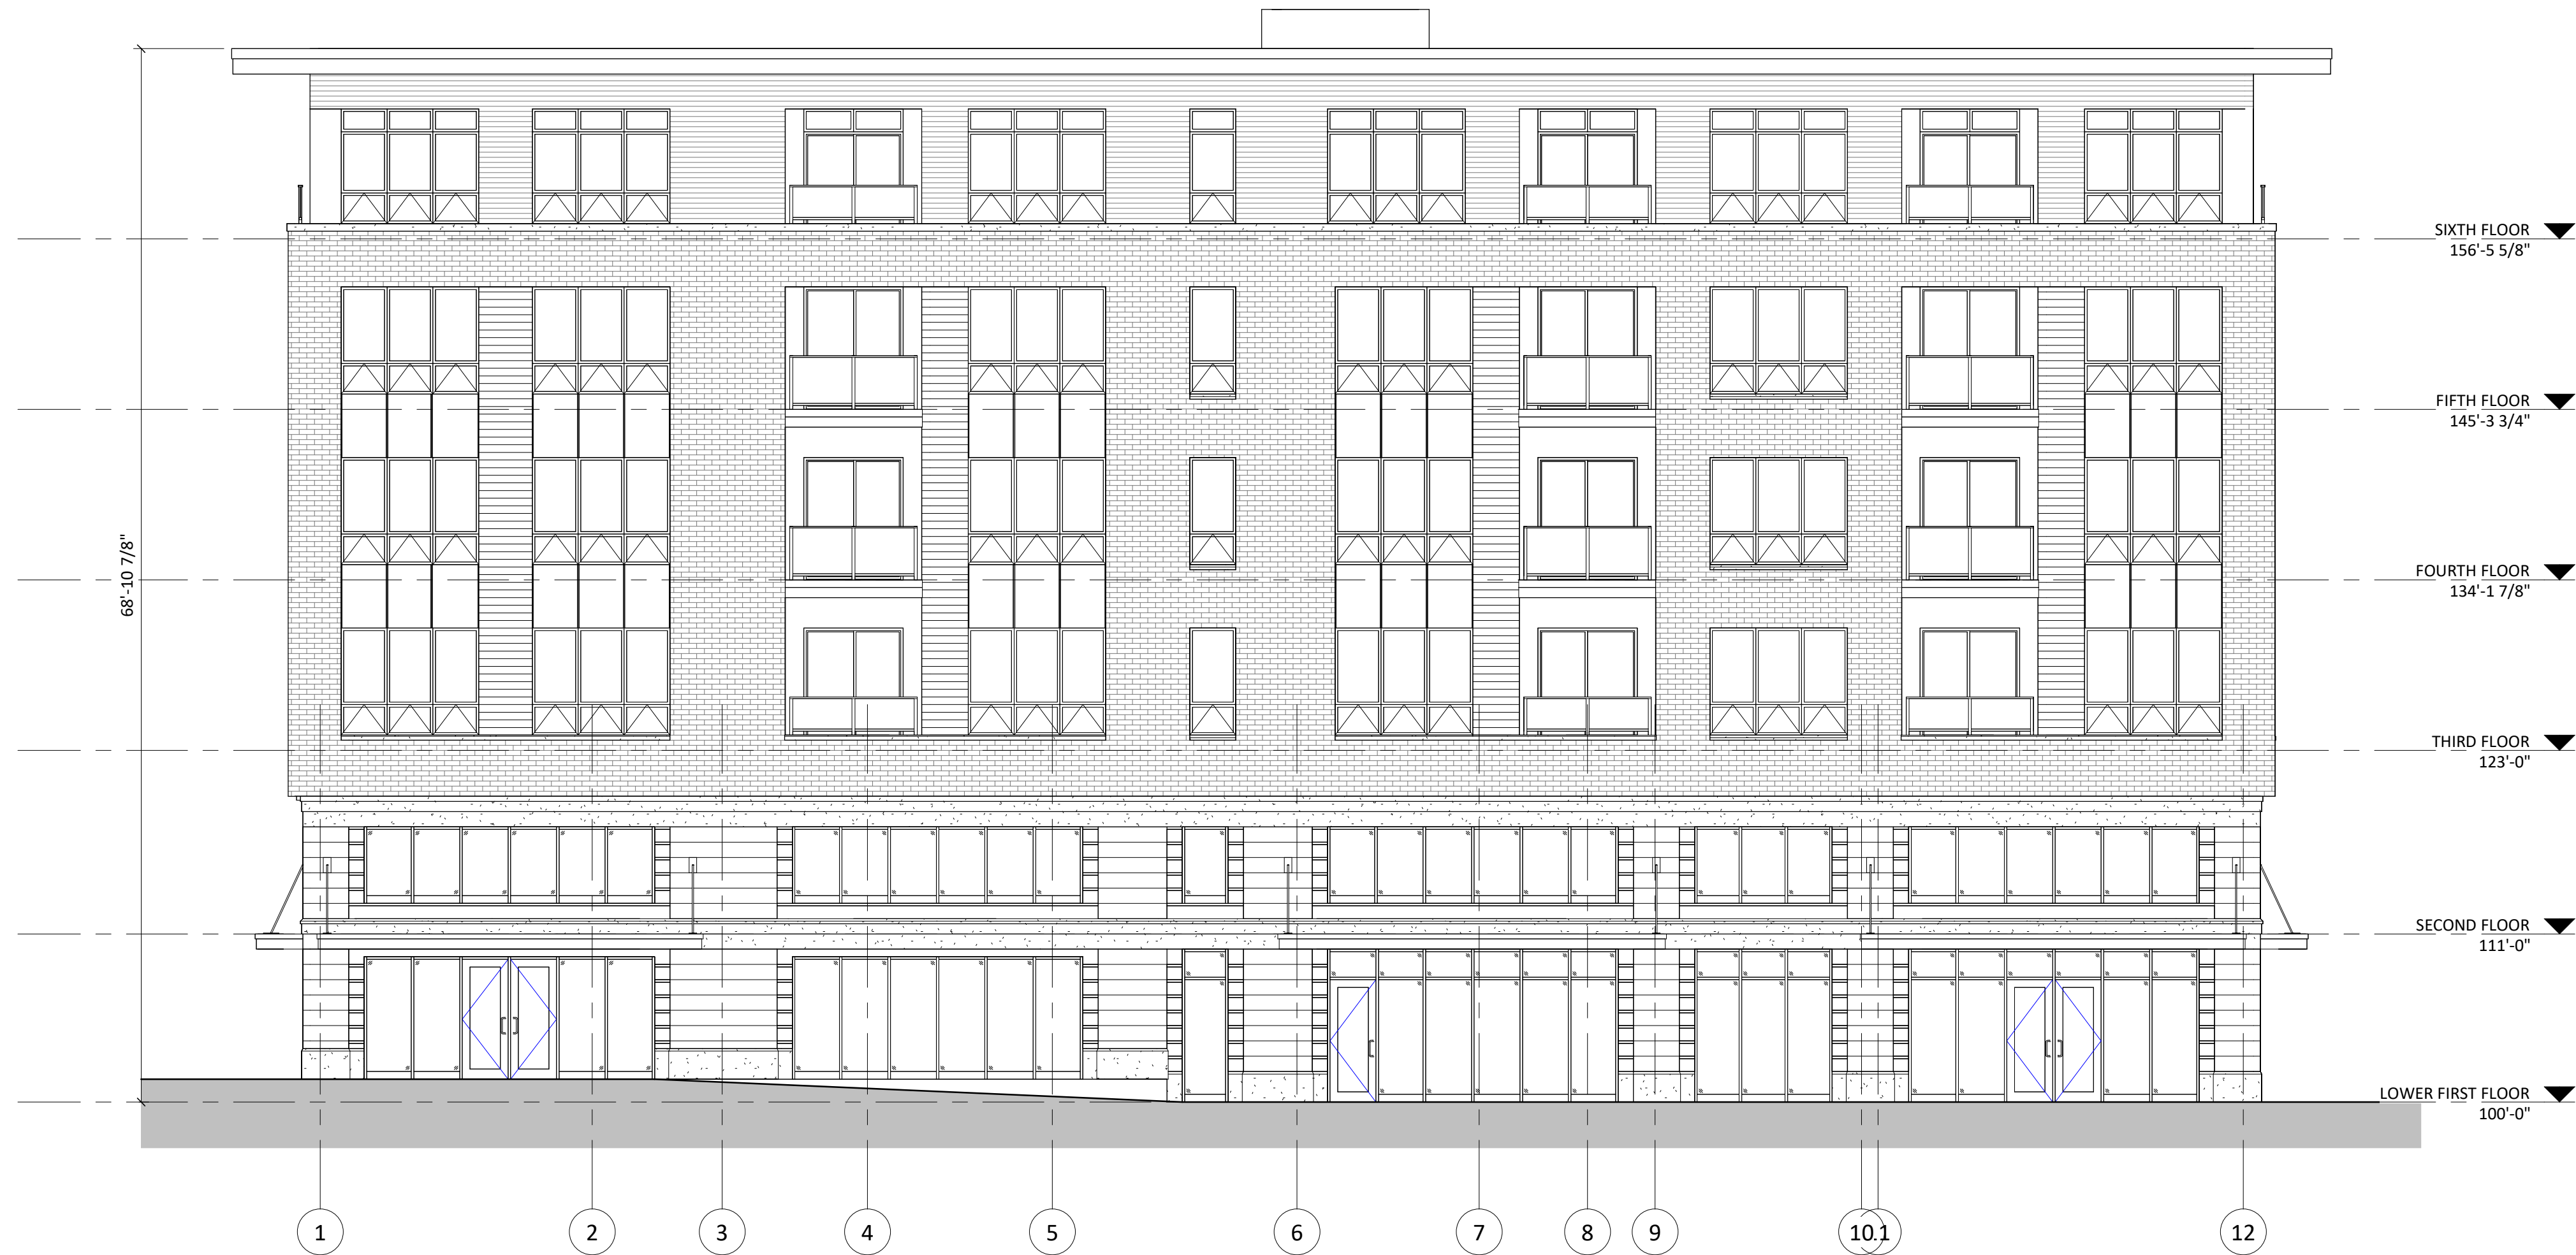 SIXTH FLOOR
156'-5 5/8"
FIFTH FLOOR
145'-3 3/4"
FOURTH FLOOR
134'-1 7/8"
68'-10 7/8"
THIRD FLOOR
123'-0"
SECOND FLOOR
111'-0"
LOWER FIRST FLOOR
100'-0"
1 2 3 4 5 6 7 8 9 10 12